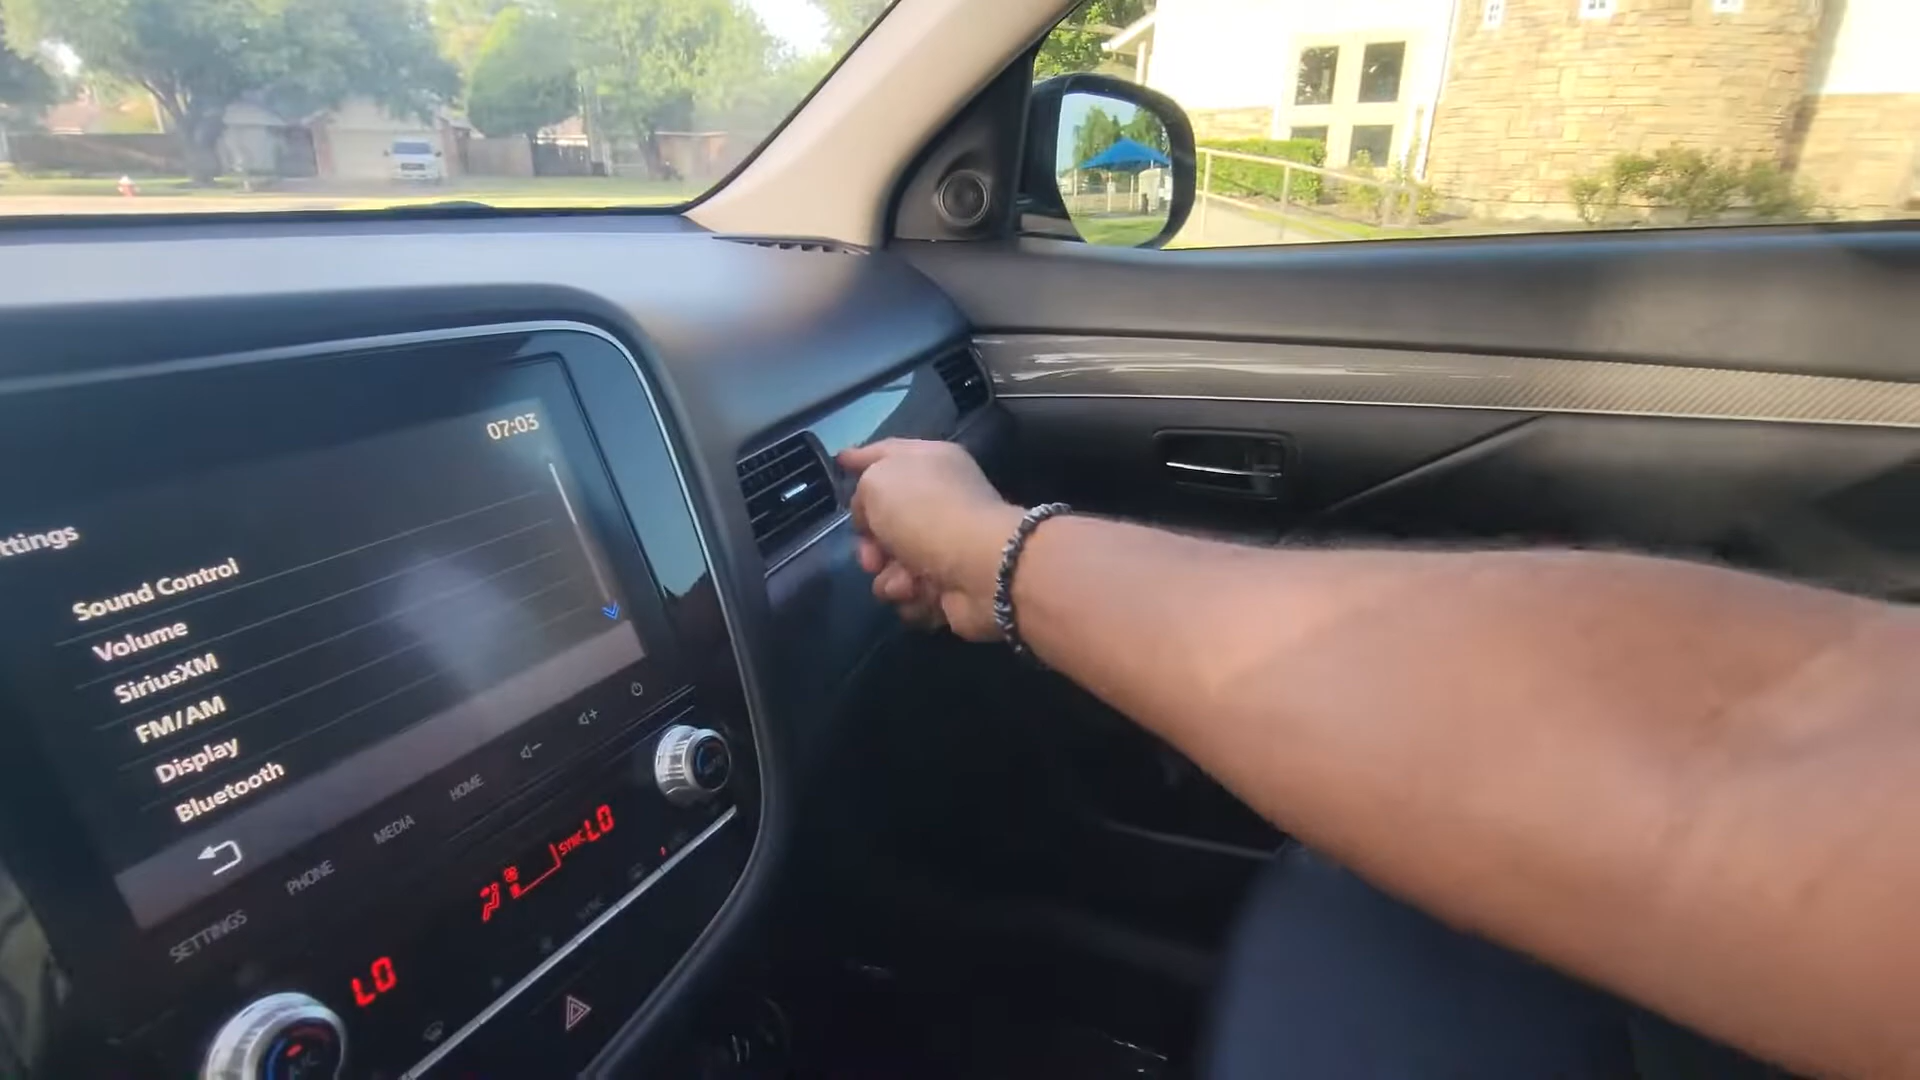 07:03
ttings
Sound Control
Volume
SiriusXM
FM/AM
Display
Bluetooth
SETTINGS PHONE MEDIA HOME
LO SYNC LO